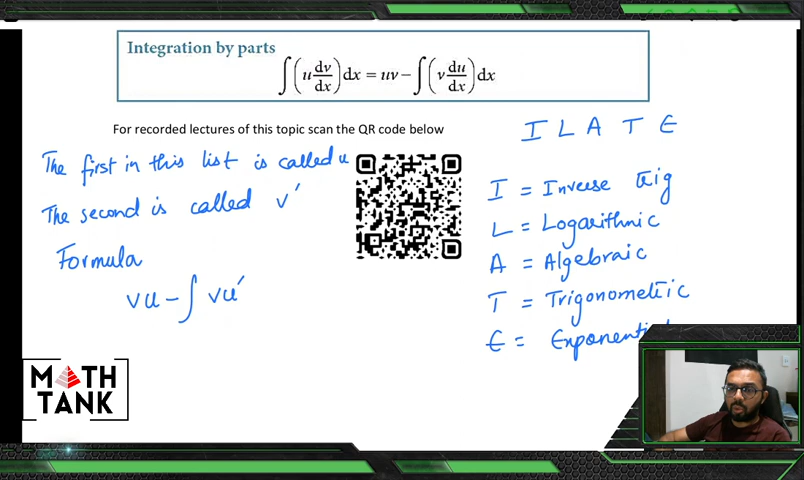 Integration by parts
∫(u dv/dx)dx = uv − ∫(v du/dx)dx
For recorded lectures of this topic scan the QR code below
I L A T E
The first in this list is called u
The second is called v′
Formula
vu − ∫ vu′
I = Inverse trig
L = Logarithmic
A = Algebraic
T = Trigonometric
E =
MATH
TANK